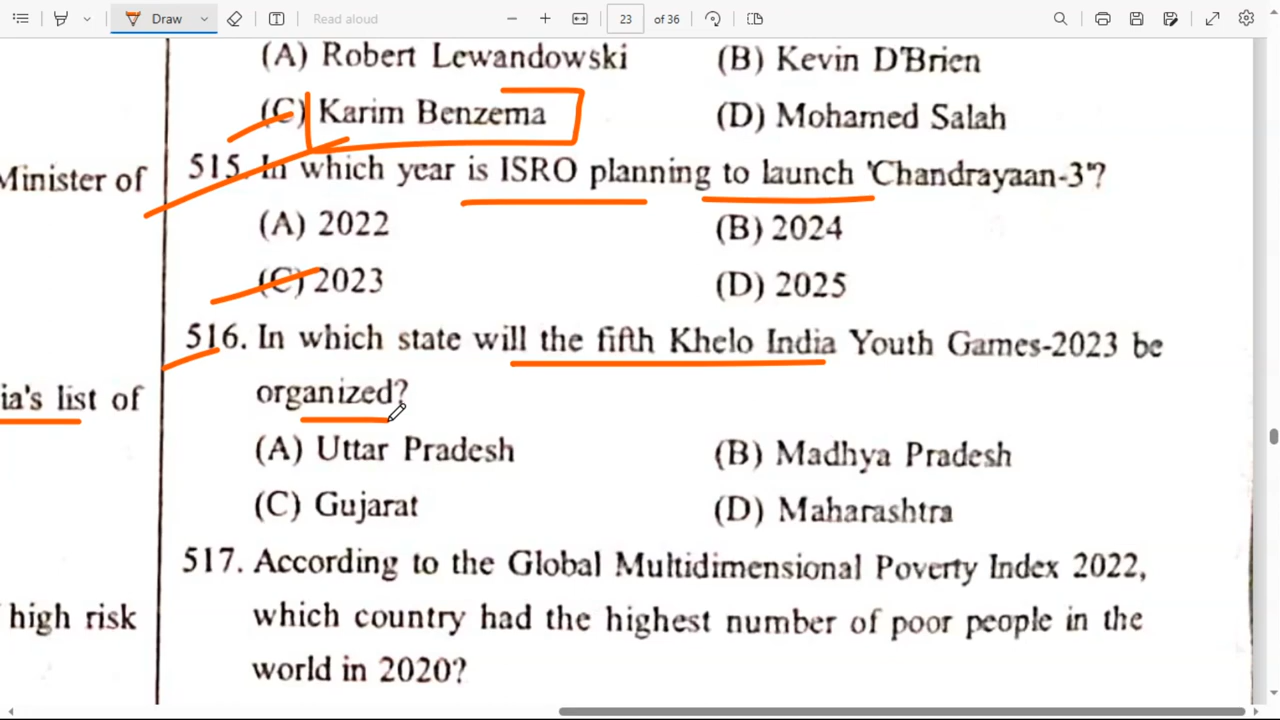 Draw
Read aloud
23 of 36
(A) Robert Lewandowski (B) Kevin D'Brien
(C) Karim Benzema (D) Mohamed Salah
Minister of
515. In which year is ISRO planning to launch 'Chandrayaan-3'?
(A) 2022 (B) 2024
(C) 2023 (D) 2025
516. In which state will the fifth Khelo India Youth Games-2023 be
ia's list of
organized?
(A) Uttar Pradesh (B) Madhya Pradesh
(C) Gujarat (D) Maharashtra
517. According to the Global Multidimensional Poverty Index 2022,
high risk
which country had the highest number of poor people in the
world in 2020?